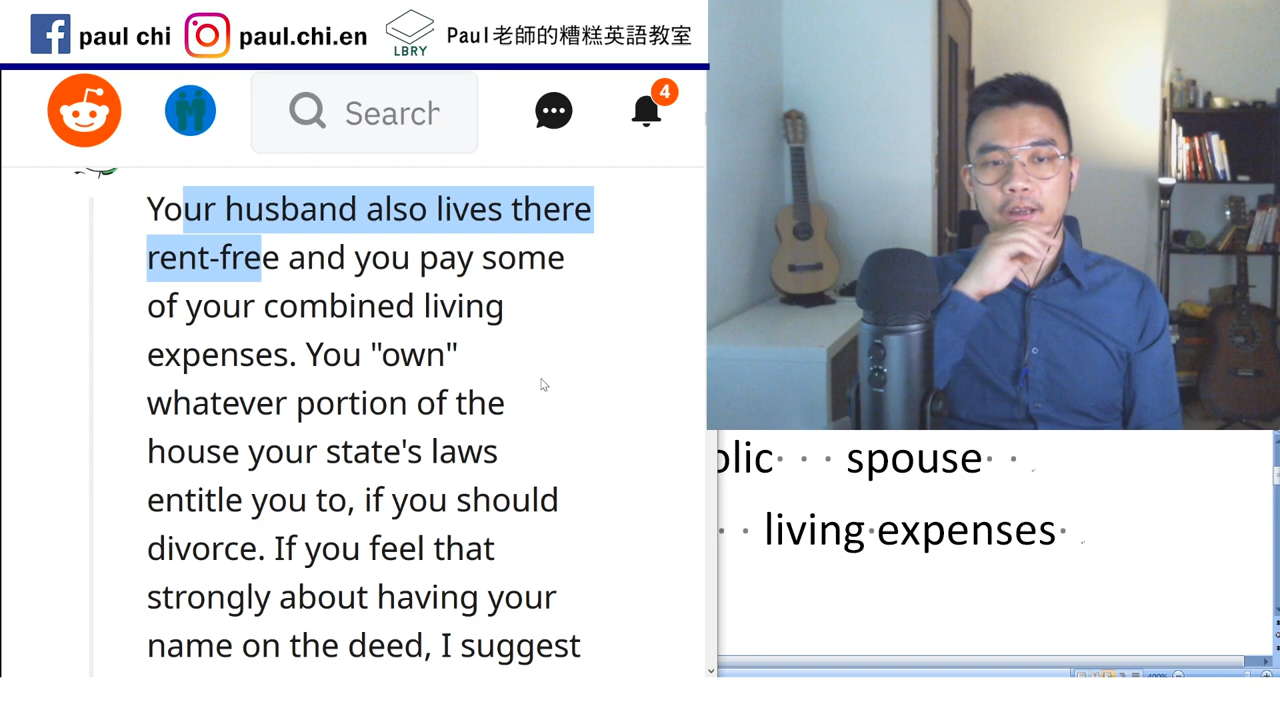 paul chi paul.chi.en LBRY Paul老師的糟糕英語教室
Search 4
Your husband also lives there
rent-free and you pay some
of your combined living
expenses. You "own"
whatever portion of the
house your state's laws
entitle you to, if you should
divorce. If you feel that
strongly about having your
name on the deed, I suggest
olic spouse
living expenses